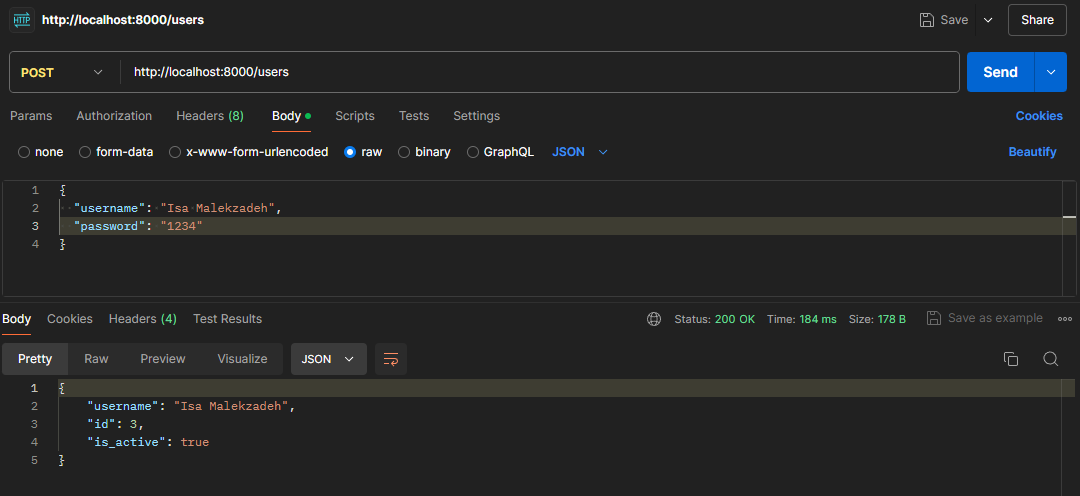 HTTP http://localhost:8000/users Save Share
POST http://localhost:8000/users Send
Params Authorization Headers (8) Body Scripts Tests Settings Cookies
none form-data x-www-form-urlencoded raw binary GraphQL JSON Beautify
1 {
2 "username": "Isa Malekzadeh",
3 "password": "1234"
4 }
Body Cookies Headers (4) Test Results Status: 200 OK Time: 184 ms Size: 178 B Save as example
Pretty Raw Preview Visualize JSON
1 {
2 "username": "Isa Malekzadeh",
3 "id": 3,
4 "is_active": true
5 }